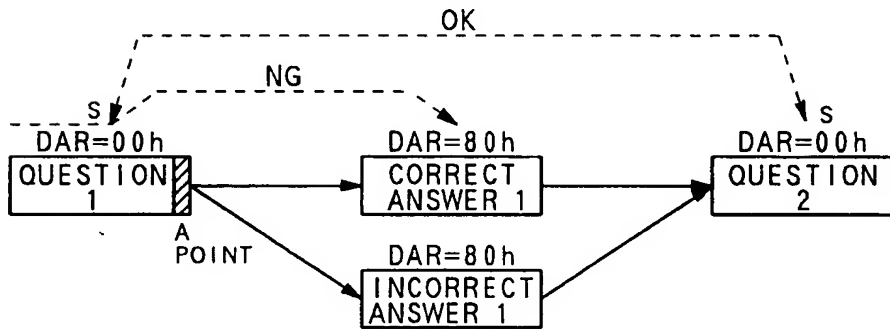 OK
NG
S
S
DAR=00h
DAR=80h
DAR=00h
QUESTION
1
CORRECT
ANSWER 1
QUESTION
2
A
POINT
DAR=80h
INCORRECT
ANSWER 1